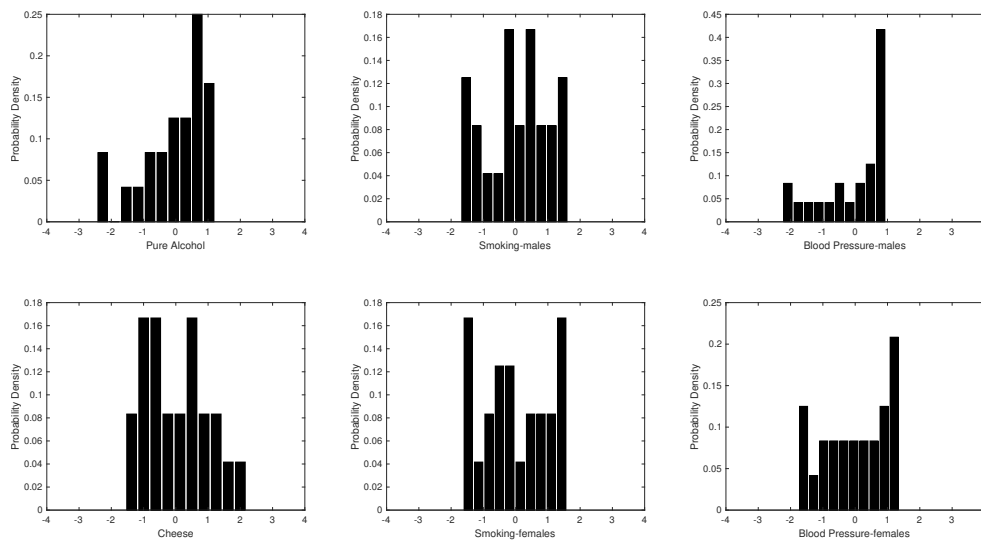 0.25
0.2
0.15
0.1
0.05
0
Probability Density
-4 -3 -2 -1 0 1 2 3 4
Pure Alcohol
0.18
0.16
0.14
0.12
0.1
0.08
0.06
0.04
0.02
0
Probability Density
-4 -3 -2 -1 0 1 2 3 4
Smoking-males
0.45
0.4
0.35
0.3
0.25
0.2
0.15
0.1
0.05
0
Probability Density
-4 -3 -2 -1 0 1 2 3
Blood Pressure-males
0.18
0.16
0.14
0.12
0.1
0.08
0.06
0.04
0.02
0
Probability Density
-4 -3 -2 -1 0 1 2 3 4
Cheese
0.18
0.16
0.14
0.12
0.1
0.08
0.06
0.04
0.02
0
Probability Density
-4 -3 -2 -1 0 1 2 3 4
Smoking-females
0.25
0.2
0.15
0.1
0.05
0
Probability Density
-4 -3 -2 -1 0 1 2 3
Blood Pressure-females